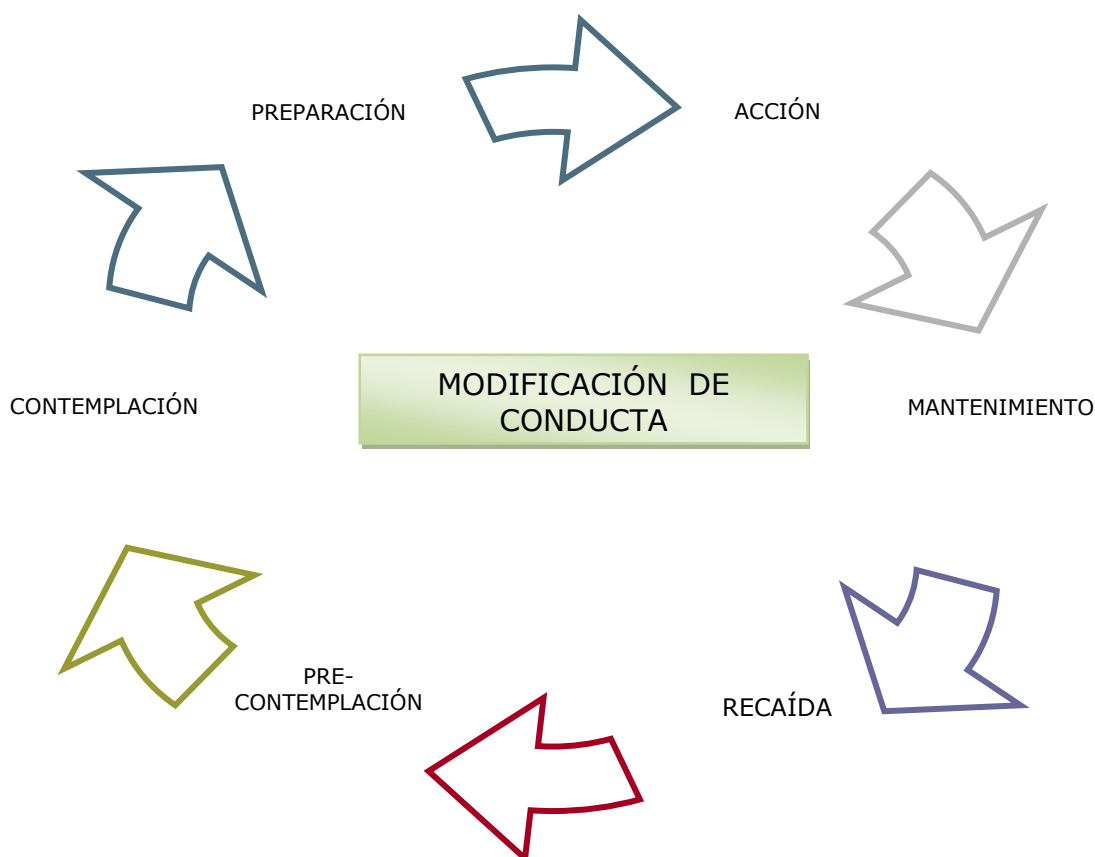 PREPARACIÓN
ACCIÓN
CONTEMPLACIÓN
MODIFICACIÓN DE
CONDUCTA
MANTENIMIENTO
PRE-
CONTEMPLACIÓN
RECAÍDA